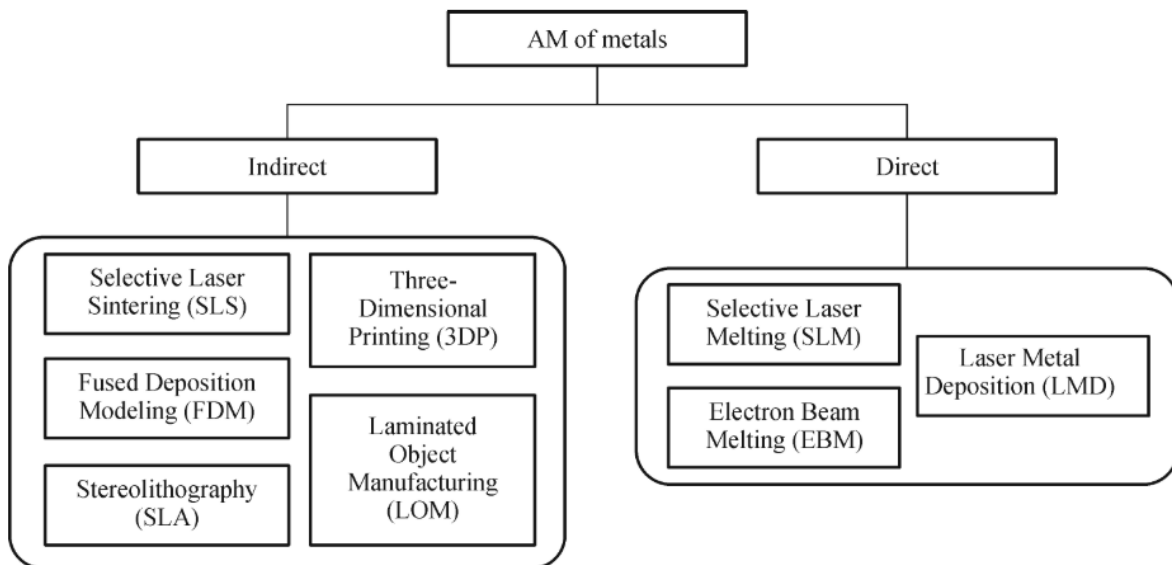 AM of metals
Indirect
Direct
Selective Laser
Sintering (SLS)
Three-
Dimensional
Printing (3DP)
Fused Deposition
Modeling (FDM)
Laminated
Object
Manufacturing
(LOM)
Stereolithography
(SLA)
Selective Laser
Melting (SLM)
Laser Metal
Deposition (LMD)
Electron Beam
Melting (EBM)